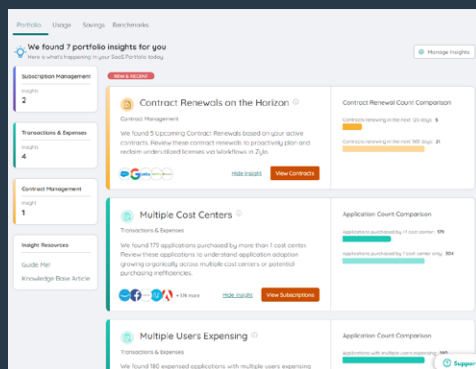 Portfolio Usage Savings Benchmarks
We found 7 portfolio insights for you
Here is what's happening in your SaaS Portfolio today
Manage Insights
Subscription Management
Insights
2
Transactions & Expenses
Insights
4
Contract Management
Insight
1
Insight Resources
Guide Me!
Knowledge Base Article
NEW & RECENT
Contract Renewals on the Horizon
Contract Management
We found 5 Upcoming Contract Renewals based on your active
contracts. Review these contract renewals to proactively plan and
reclaim underutilized licenses via Workflows in Zylo.
Hide Insight
View Contracts
Contract Renewal Count Comparison
Contracts renewing in the next 120 days: 5
Contracts renewing in the next 365 days: 21
Multiple Cost Centers
Transactions & Expenses
We found 179 applications purchased by more than 1 cost center.
Review these applications to understand application adoption
growing organically across multiple cost centers or potential
purchasing inefficiencies.
Hide Insight
View Subscriptions
Application Count Comparison
Applications purchased by >1 cost center: 179
Applications purchased by 1 cost center only: 204
Multiple Users Expensing
Transactions & Expenses
We found 180 expensed applications with multiple users expensing
Application Count Comparison
Applications with multiple users expensing: 180
Support